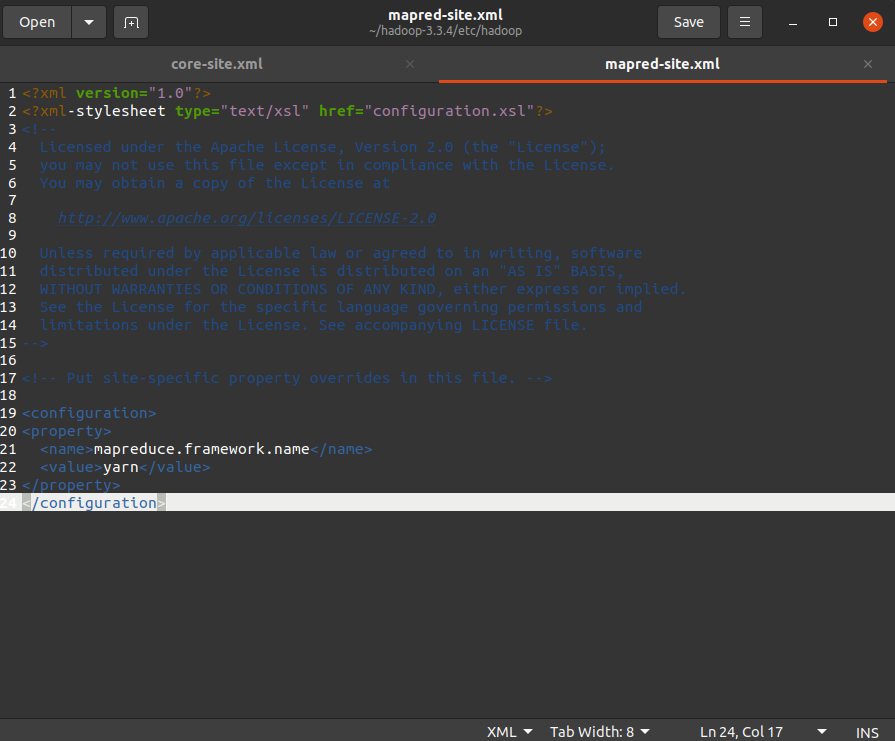 Open
mapred-site.xml
~/hadoop-3.3.4/etc/hadoop
Save
core-site.xml
mapred-site.xml
1 <?xml version="1.0"?>
2 <?xml-stylesheet type="text/xsl" href="configuration.xsl"?>
3 <!--
4   Licensed under the Apache License, Version 2.0 (the "License");
5   you may not use this file except in compliance with the License.
6   You may obtain a copy of the License at
7
8     http://www.apache.org/licenses/LICENSE-2.0
9
10   Unless required by applicable law or agreed to in writing, software
11   distributed under the License is distributed on an "AS IS" BASIS,
12   WITHOUT WARRANTIES OR CONDITIONS OF ANY KIND, either express or implied.
13   See the License for the specific language governing permissions and
14   limitations under the License. See accompanying LICENSE file.
15 -->
16
17 <!-- Put site-specific property overrides in this file. -->
18
19 <configuration>
20 <property>
21   <name>mapreduce.framework.name</name>
22   <value>yarn</value>
23 </property>
24 </configuration>
XML Tab Width: 8 Ln 24, Col 17 INS